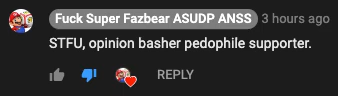 Fuck Super Fazbear ASUDP ANSS 3 hours ago
STFU, opinion basher pedophile supporter.
REPLY